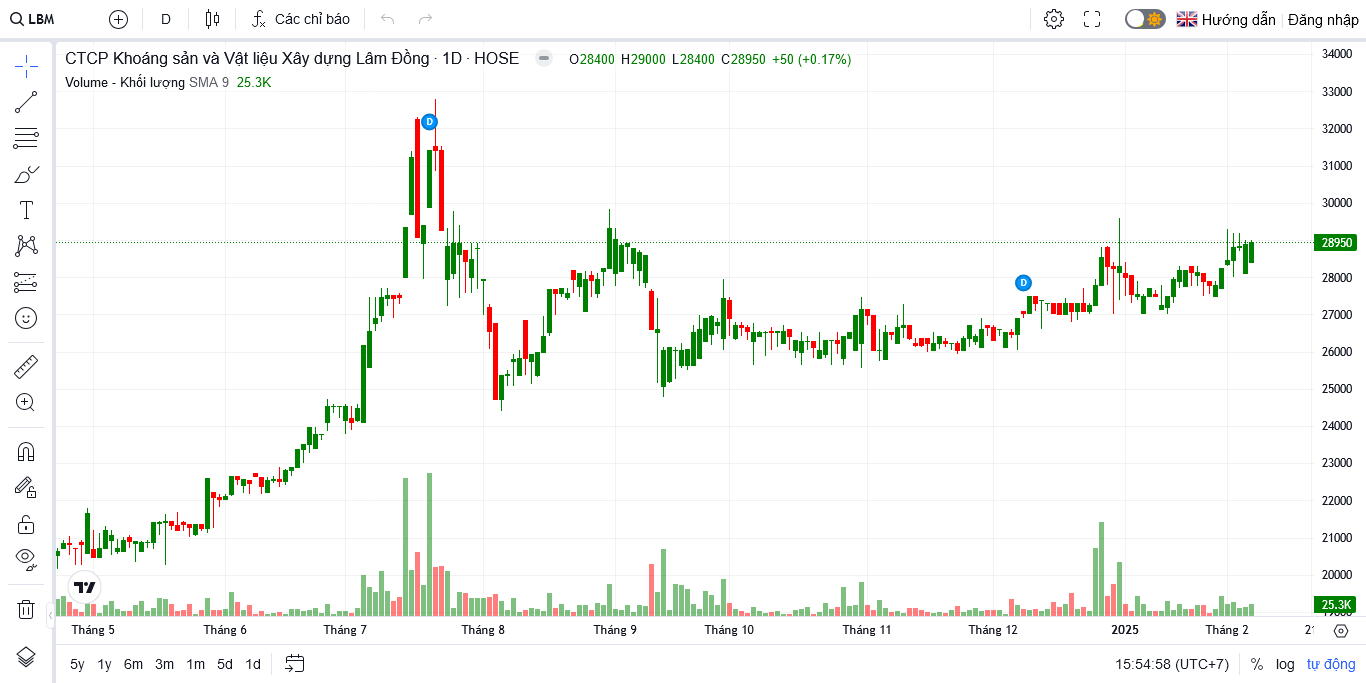 LBM D Các chỉ báo Hướng dẫn Đăng nhập
CTCP Khoáng sản và Vật liệu Xây dựng Lâm Đồng · 1D · HOSE O28400 H29000 L28400 C28950 +50 (+0.17%)
Volume - Khối lượng SMA 9 25.3K
34000
33000
32000
D
31000
30000
28950
28000
D
27000
26000
25000
24000
23000
22000
21000
20000
25.3K
Tháng 5 Tháng 6 Tháng 7 Tháng 8 Tháng 9 Tháng 10 Tháng 11 Tháng 12 2025 Tháng 2
5y 1y 6m 3m 1m 5d 1d 15:54:58 (UTC+7) % log tự động